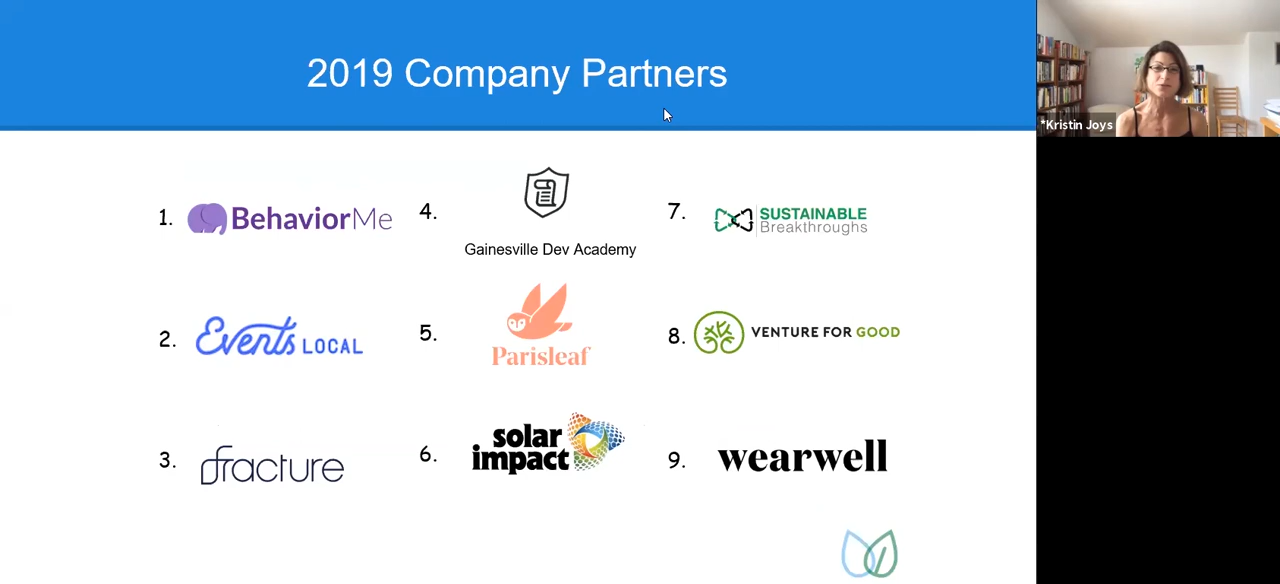 2019 Company Partners
*Kristin Joys
1. BehaviorMe
2. Events LOCAL
3. fracture
4.
Gainesville Dev Academy
5.
Parisleaf
6. solar
impact
7. SUSTAINABLE
Breakthroughs
8. VENTURE FOR GOOD
9. wearwell